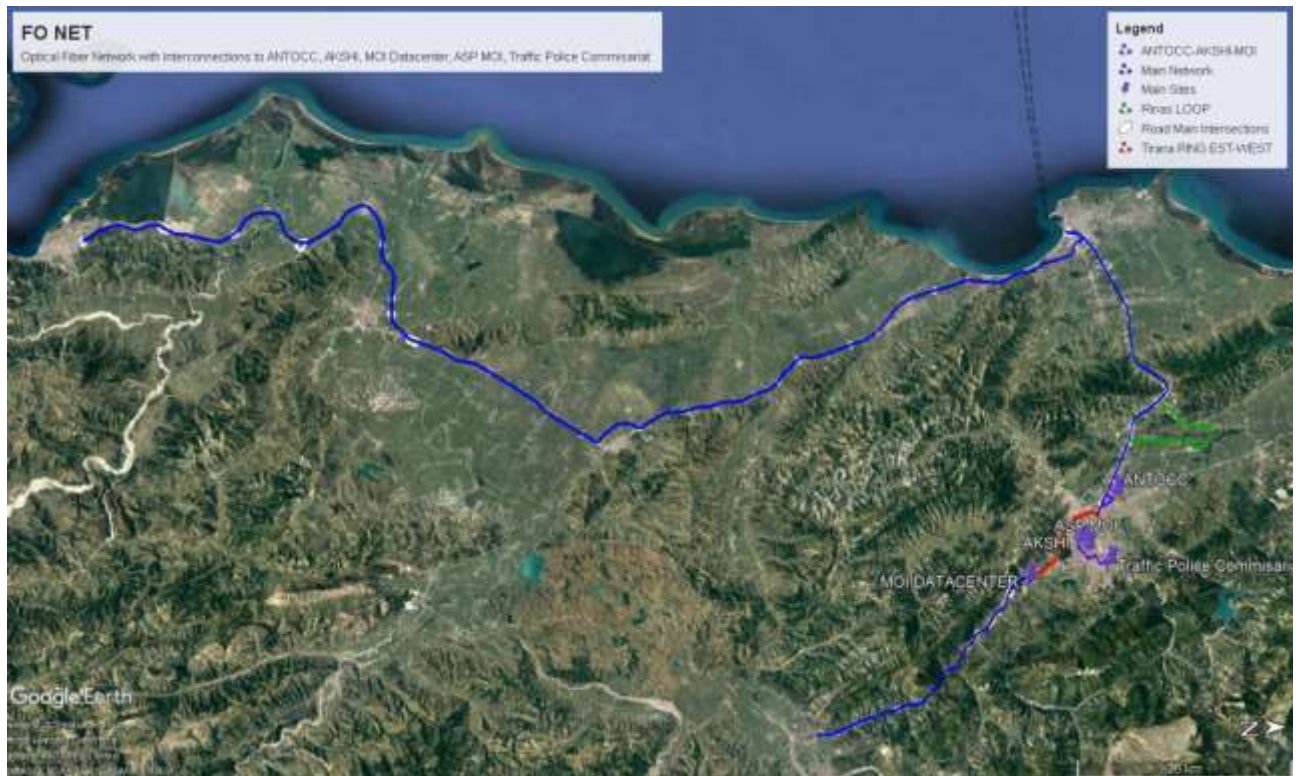 FO NET
Optical Fiber Network with Interconnections to ANTOCC, AKSHI, MOI Datacenter, ASP MOI, Traffic Police Commisariat
Legend
ANTOCC-AKSHI-MOI
Main Network
Main Sites
Rinas LOOP
Road Main Intersections
Tirana RING EST-WEST
ANTOCC
ASP MOI
AKSHI
Traffic Police Commisari
MOI DATACENTER
Google Earth
N